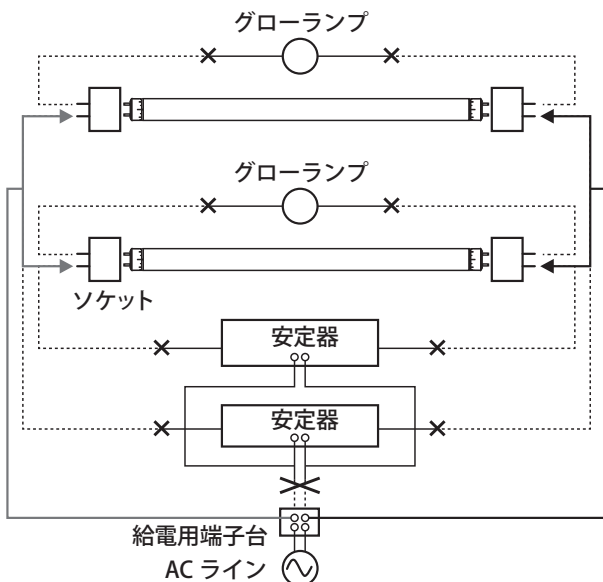 グローランプ
グローランプ
ソケット
安定器
安定器
給電用端子台
AC ライン